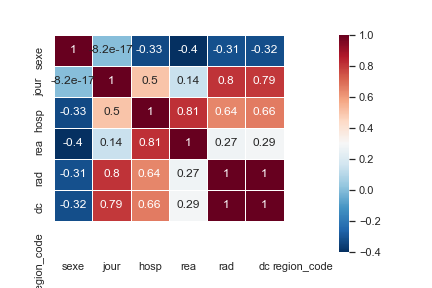 sexe 1 -8.2e-17 -0.33 -0.4 -0.31 -0.32
jour -8.2e-17 1 0.5 0.14 0.8 0.79
hosp -0.33 0.5 1 0.81 0.64 0.66
rea -0.4 0.14 0.81 1 0.27 0.29
rad -0.31 0.8 0.64 0.27 1 1
dc -0.32 0.79 0.66 0.29 1 1
egion_code
sexe jour hosp rea rad dc region_code
1.0
0.8
0.6
0.4
0.2
0.0
-0.2
-0.4